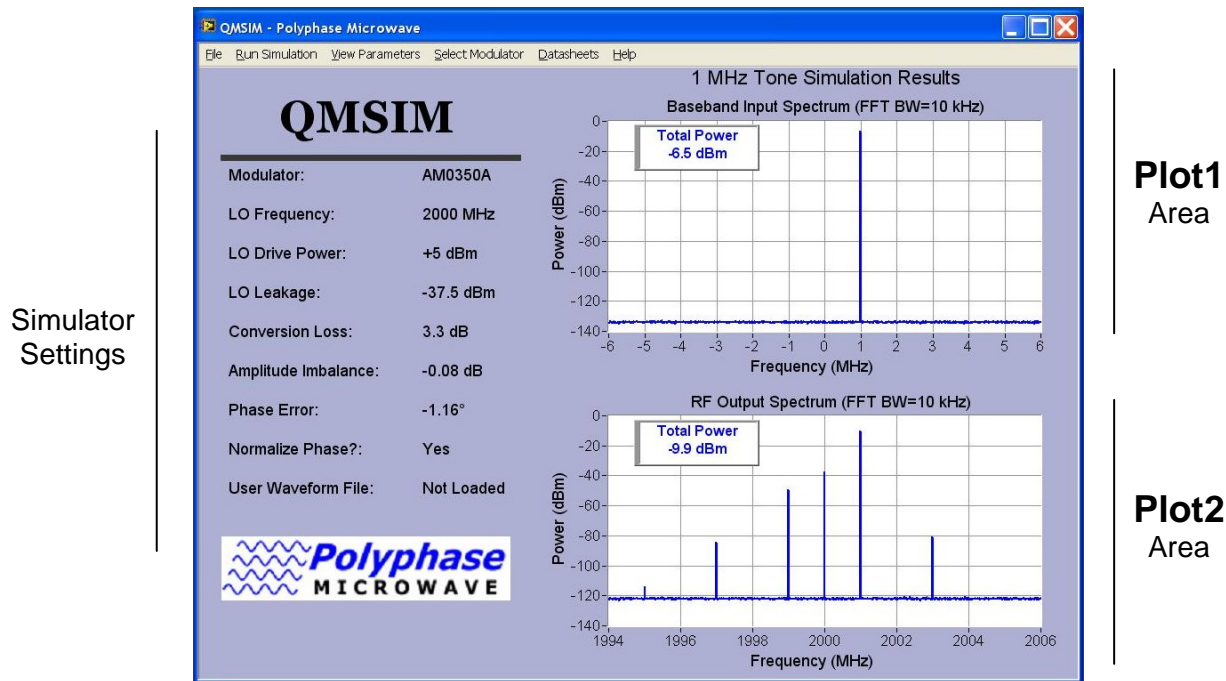 QMSIM - Polyphase Microwave
File Run Simulation View Parameters Select Modulator Datasheets Help
QMSIM
Modulator: AM0350A
LO Frequency: 2000 MHz
LO Drive Power: +5 dBm
LO Leakage: -37.5 dBm
Conversion Loss: 3.3 dB
Amplitude Imbalance: -0.08 dB
Phase Error: -1.16°
Normalize Phase?: Yes
User Waveform File: Not Loaded
Polyphase
MICROWAVE
1 MHz Tone Simulation Results
Baseband Input Spectrum (FFT BW=10 kHz)
Total Power
-6.5 dBm
Power (dBm)
0
-20
-40
-60
-80
-100
-120
-140
-6 -5 -4 -3 -2 -1 0 1 2 3 4 5 6
Frequency (MHz)
RF Output Spectrum (FFT BW=10 kHz)
Total Power
-9.9 dBm
Power (dBm)
0
-20
-40
-60
-80
-100
-120
-140
1994 1996 1998 2000 2002 2004 2006
Frequency (MHz)
Simulator
Settings
Plot1
Area
Plot2
Area